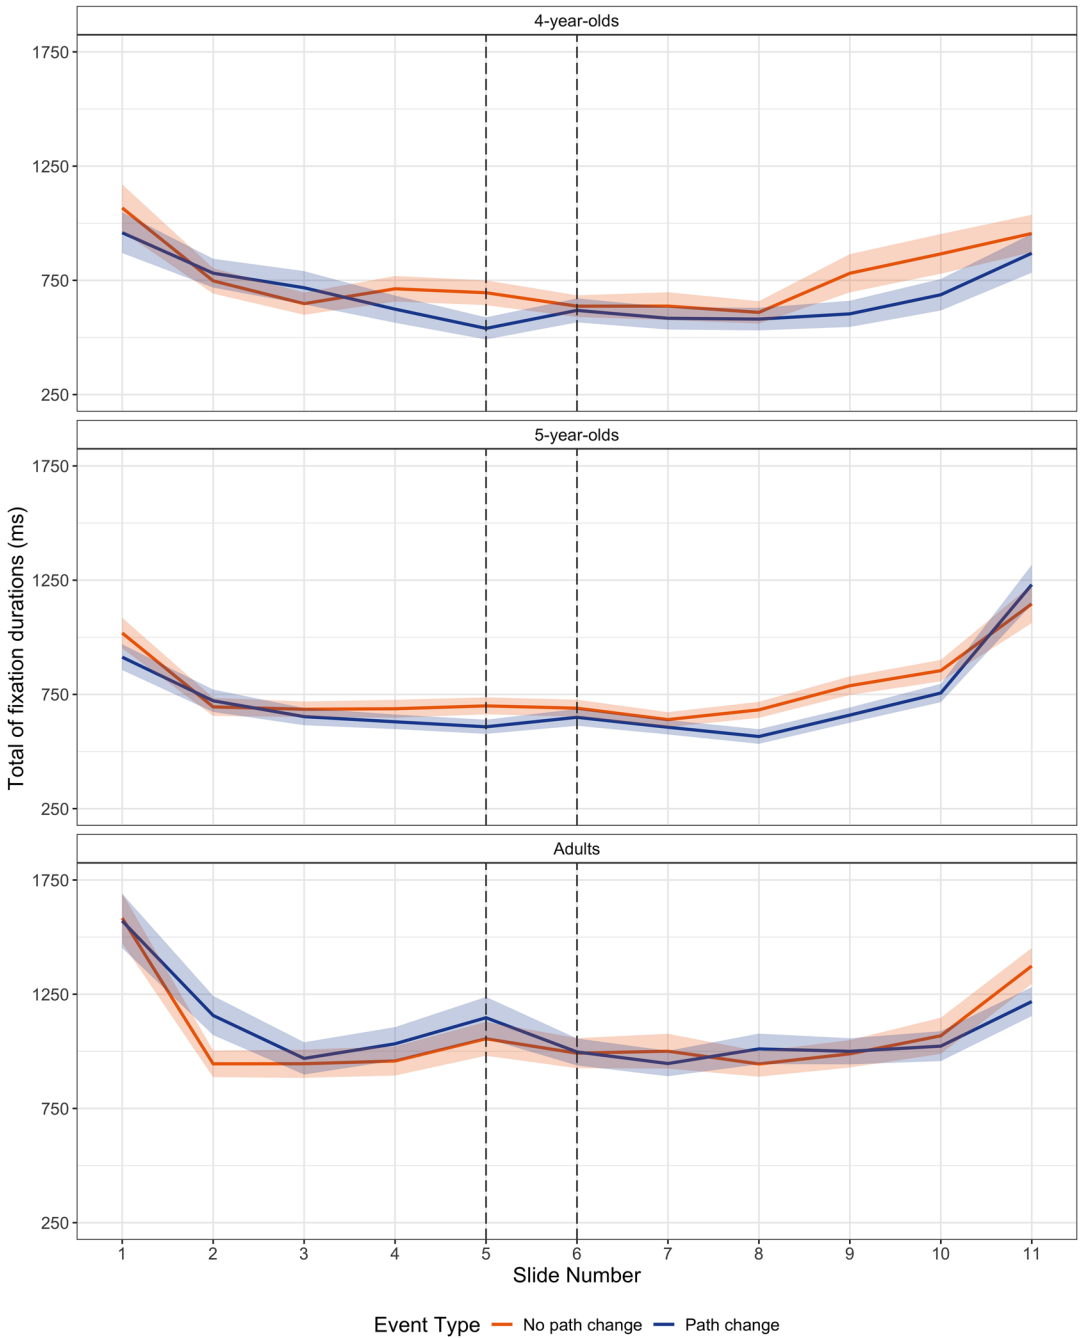 4-year-olds
1750
1250
750
250
5-year-olds
1750
1250
750
250
Total of fixation durations (ms)
Adults
1750
1250
750
250
1 2 3 4 5 6 7 8 9 10 11
Slide Number
Event Type No path change Path change